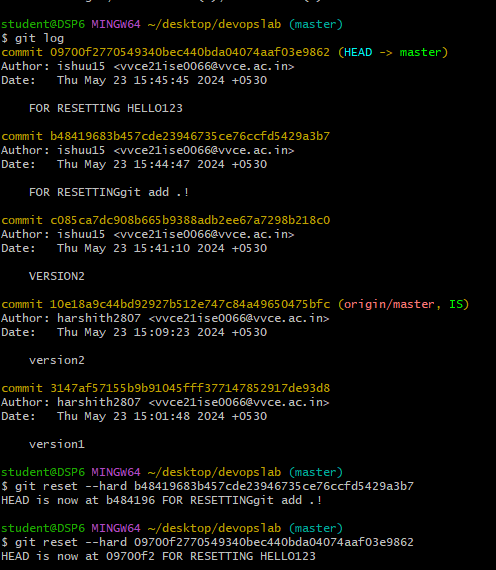 student@DSP6 MINGW64 ~/desktop/devopslab (master)
$ git log
commit 09700f2770549340bec440bda04074aaf03e9862 (HEAD -> master)
Author: ishuu15 <vvce21ise0066@vvce.ac.in>
Date:   Thu May 23 15:45:45 2024 +0530
    FOR RESETTING HELLO123
commit b48419683b457cde23946735ce76ccfd5429a3b7
Author: ishuu15 <vvce21ise0066@vvce.ac.in>
Date:   Thu May 23 15:44:47 2024 +0530
    FOR RESETTINGgit add .!
commit c085ca7dc908b665b9388adb2ee67a7298b218c0
Author: ishuu15 <vvce21ise0066@vvce.ac.in>
Date:   Thu May 23 15:41:10 2024 +0530
    VERSION2
commit 10e18a9c44bd92927b512e747c84a49650475bfc (origin/master, IS)
Author: harshith2807 <vvce21ise0066@vvce.ac.in>
Date:   Thu May 23 15:09:23 2024 +0530
    version2
commit 3147af57155b9b91045fff377147852917de93d8
Author: harshith2807 <vvce21ise0066@vvce.ac.in>
Date:   Thu May 23 15:01:48 2024 +0530
    version1
student@DSP6 MINGW64 ~/desktop/devopslab (master)
$ git reset --hard b48419683b457cde23946735ce76ccfd5429a3b7
HEAD is now at b484196 FOR RESETTINGgit add .!
student@DSP6 MINGW64 ~/desktop/devopslab (master)
$ git reset --hard 09700f2770549340bec440bda04074aaf03e9862
HEAD is now at 09700f2 FOR RESETTING HELLO123